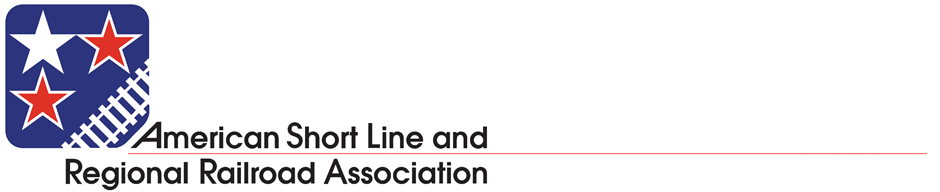 American Short Line and
Regional Railroad Association